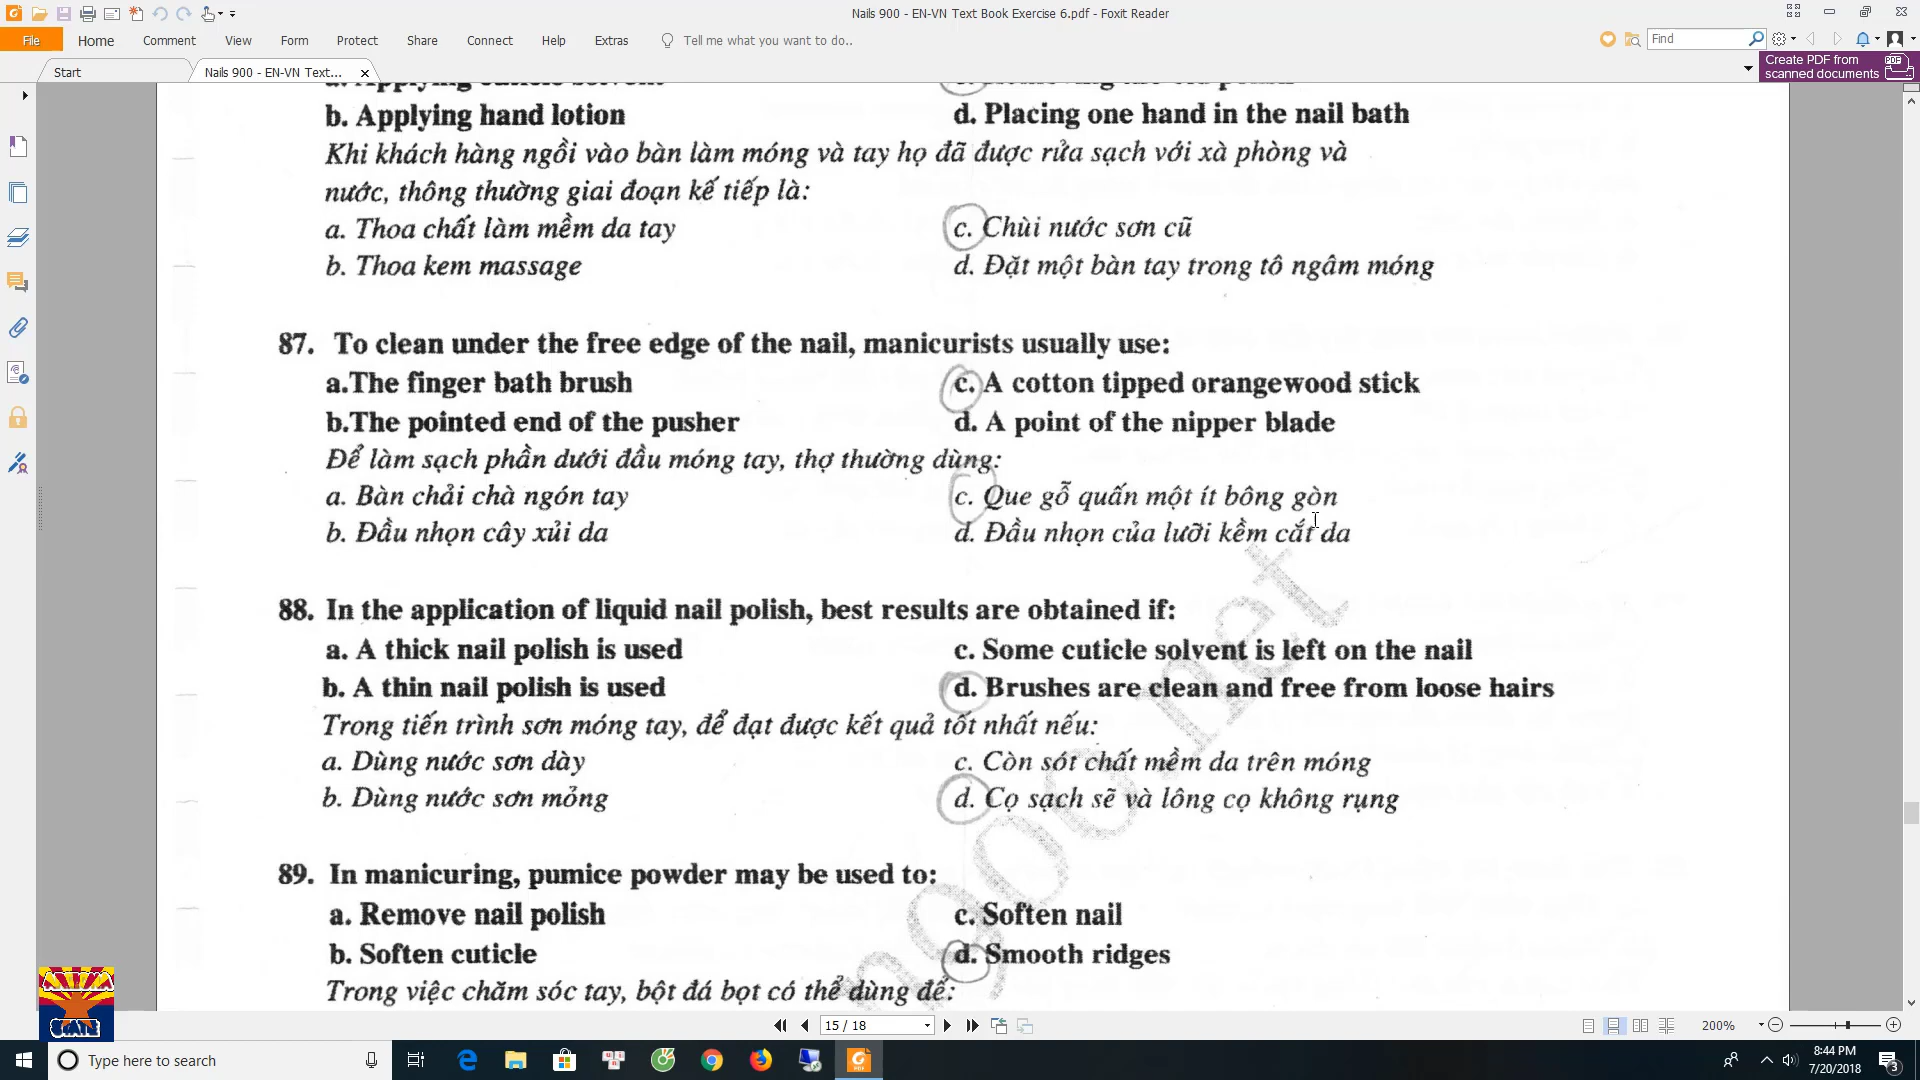 Nails 900 - EN-VN Text Book Exercise 6.pdf - Foxit Reader
File Home Comment View Form Protect Share Connect Help Extras Tell me what you want to do.. Find
Create PDF from
scanned documents
Start Nails 900 - EN-VN Text...
b. Applying hand lotion d. Placing one hand in the nail bath
Khi khách hàng ngồi vào bàn làm móng và tay họ đã được rửa sạch với xà phòng và
nước, thông thường giai đoạn kế tiếp là:
a. Thoa chất làm mềm da tay c. Chùi nước sơn cũ
b. Thoa kem massage d. Đặt một bàn tay trong tô ngâm móng
87. To clean under the free edge of the nail, manicurists usually use:
a.The finger bath brush c. A cotton tipped orangewood stick
b.The pointed end of the pusher d. A point of the nipper blade
Để làm sạch phần dưới đầu móng tay, thợ thường dùng:
a. Bàn chải chà ngón tay c. Que gỗ quấn một ít bông gòn
b. Đầu nhọn cây xủi da d. Đầu nhọn của lưỡi kềm cắt da
88. In the application of liquid nail polish, best results are obtained if:
a. A thick nail polish is used c. Some cuticle solvent is left on the nail
b. A thin nail polish is used d. Brushes are clean and free from loose hairs
Trong tiến trình sơn móng tay, để đạt được kết quả tốt nhất nếu:
a. Dùng nước sơn dày c. Còn sót chất mềm da trên móng
b. Dùng nước sơn mỏng d. Cọ sạch sẽ và lông cọ không rụng
89. In manicuring, pumice powder may be used to:
a. Remove nail polish c. Soften nail
b. Soften cuticle d. Smooth ridges
Trong việc chăm sóc tay, bột đá bọt có thể dùng để:
15 / 18 200%
Type here to search
8:44 PM
7/20/2018
3